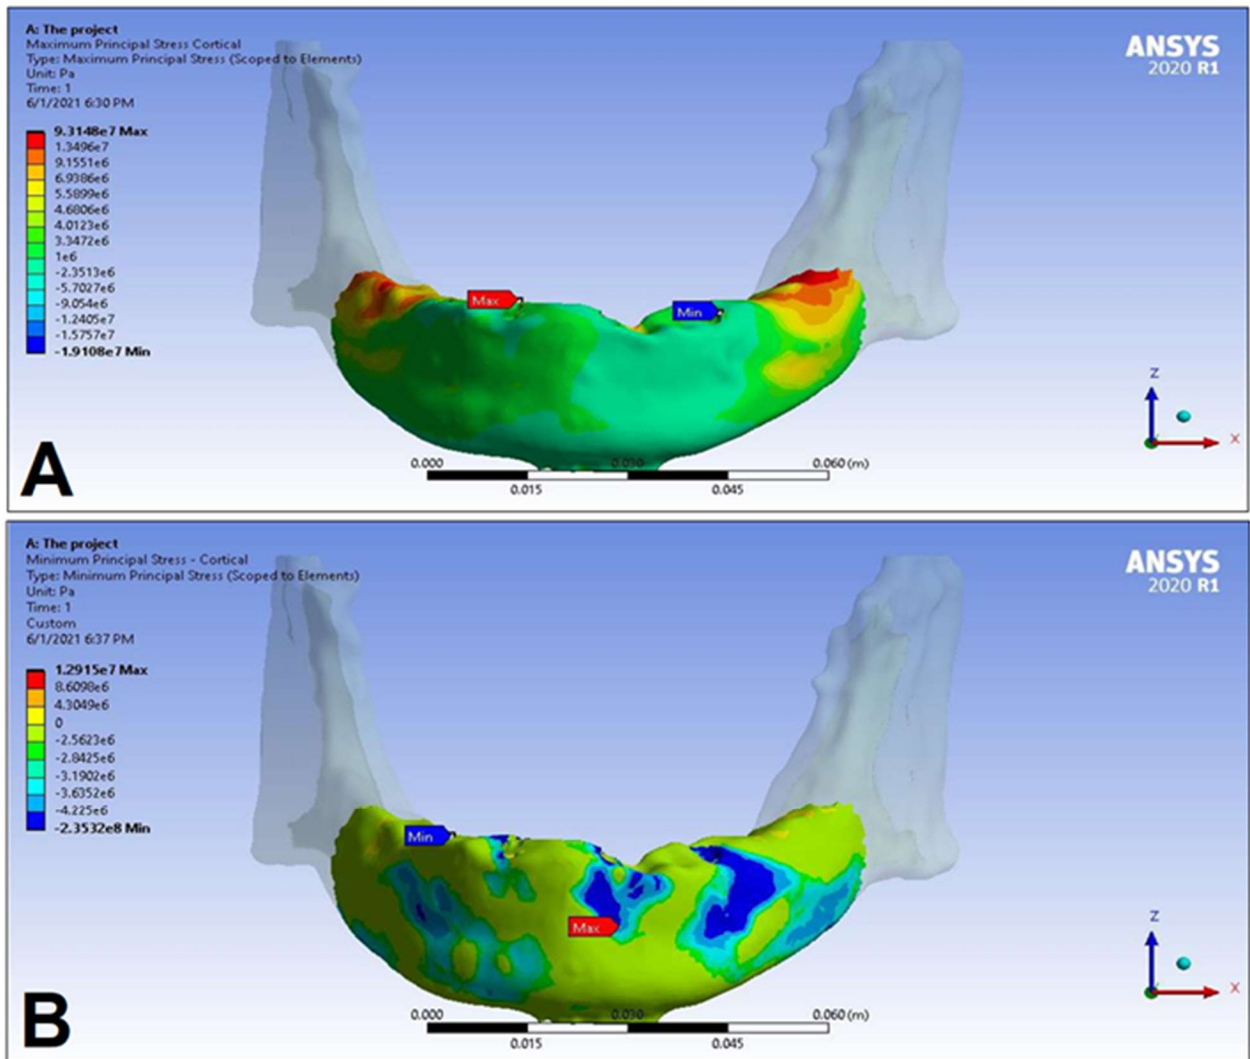 A: The project
Maximum Principal Stress Cortical
Type: Maximum Principal Stress (Scoped to Elements)
Unit: Pa
Time: 1
6/1/2021 6:30 PM
ANSYS
2020 R1
9.3148e7 Max
1.3496e7
9.1551e6
6.9386e6
5.5899e6
4.6806e6
4.0123e6
3.3472e6
1e6
-2.3513e6
-5.7027e6
-9.054e6
-1.2405e7
-1.5757e7
-1.9108e7 Min
Max
Min
Z
X
0.000
0.030
0.060 (m)
0.015
0.045
A
A: The project
Minimum Principal Stress - Cortical
Type: Minimum Principal Stress (Scoped to Elements)
Unit: Pa
Time: 1
Custom
6/1/2021 6:37 PM
ANSYS
2020 R1
1.2915e7 Max
8.6098e6
4.3049e6
0
-2.5623e6
-2.8425e6
-3.1902e6
-3.6352e6
-4.225e6
-2.3532e8 Min
Min
Max
Z
X
0.000
0.030
0.060 (m)
0.015
0.045
B